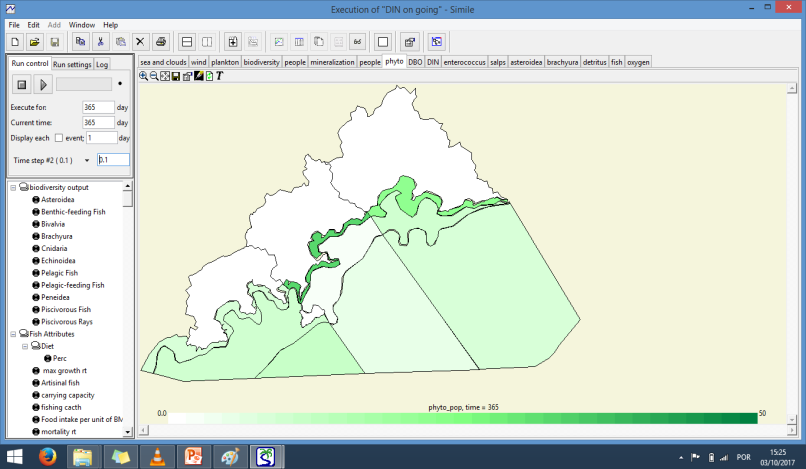 Execution of "DIN on going" - Simile
File Edit Add Window Help
Run control Run settings Log
sea and clouds wind plankton biodiversity people mineralization people phyto DBO DIN enterococcus salps asteroidea brachyura detritus fish oxygen
Execute for: 365 day
Current time: 365 day
Display each event; 1 day
Time step #2 ( 0.1 ) 0.1
biodiversity output
Asteroidea
Benthic-feeding Fish
Bivalvia
Brachyura
Cnidaria
Echinoidea
Pelagic Fish
Pelagic-feeding Fish
Peneidea
Piscivorous Fish
Piscivorous Rays
Fish Attributes
Diet
Perc
max growth rt
Artisinal fish
carrying capacity
fishing cacth
Food intake per unit of BM
mortality rt
phyto_pop, time = 365
0.0 50
POR
15:25
03/10/2017